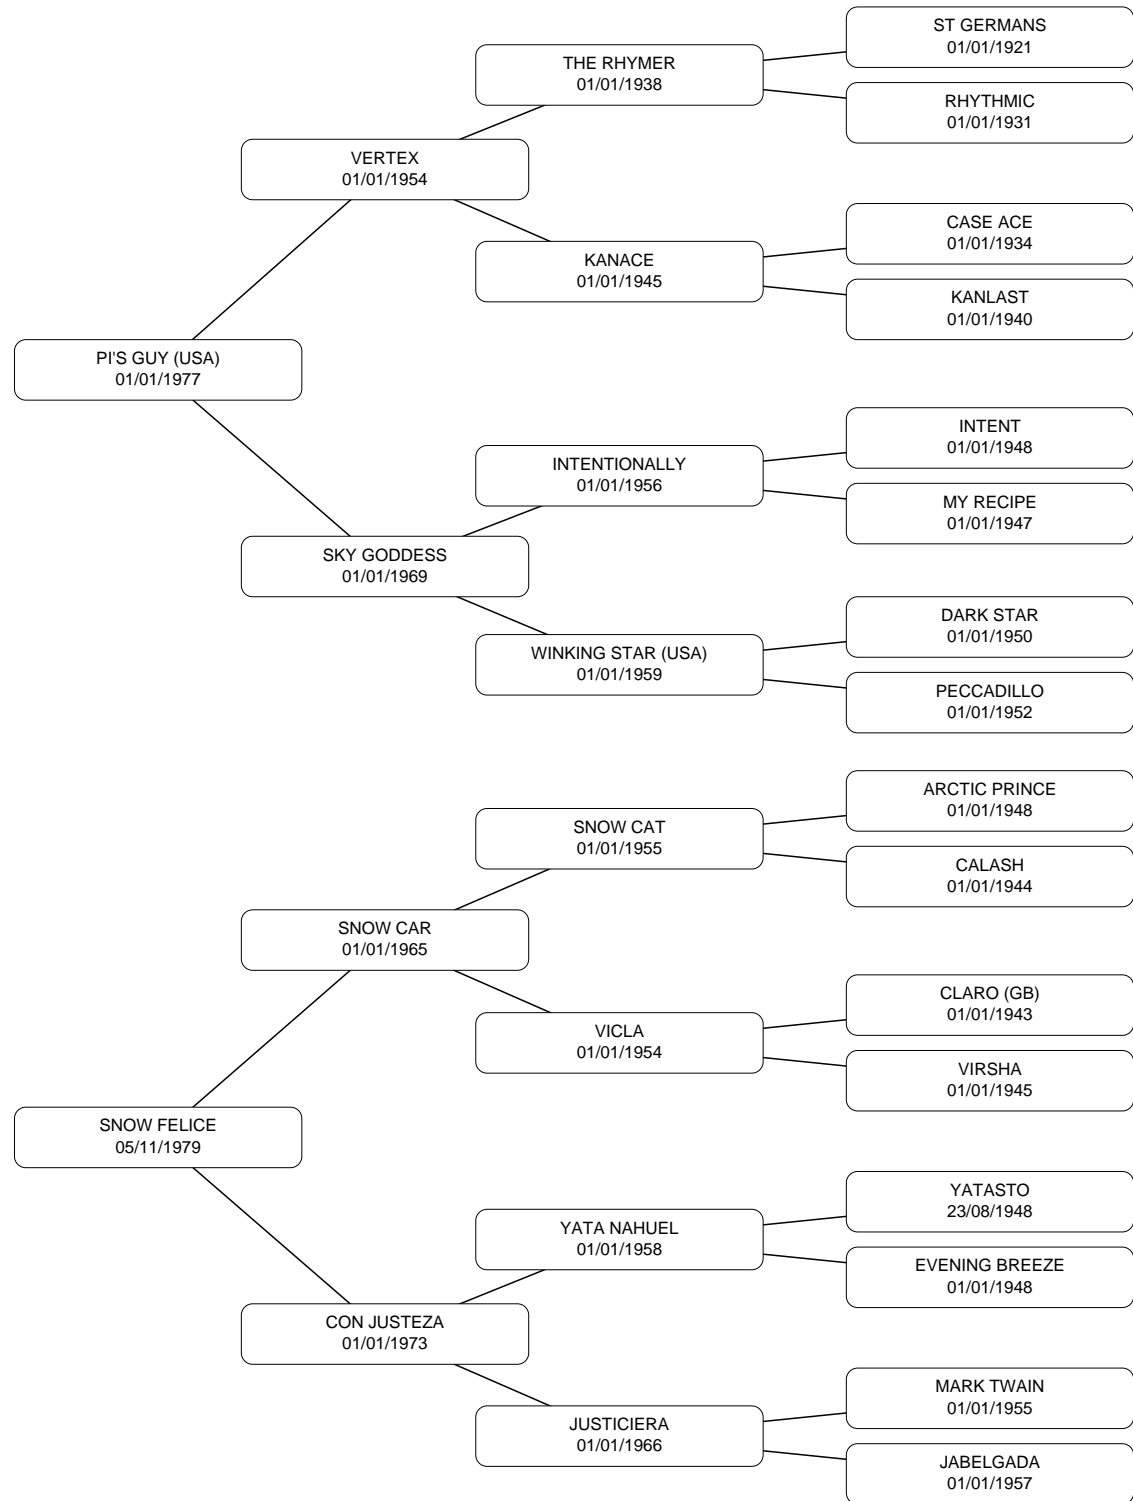 ST GERMANS
01/01/1921
THE RHYMER
01/01/1938
RHYTHMIC
01/01/1931
VERTEX
01/01/1954
CASE ACE
01/01/1934
KANACE
01/01/1945
KANLAST
01/01/1940
PI'S GUY (USA)
01/01/1977
INTENT
01/01/1948
INTENTIONALLY
01/01/1956
MY RECIPE
01/01/1947
SKY GODDESS
01/01/1969
DARK STAR
01/01/1950
WINKING STAR (USA)
01/01/1959
PECCADILLO
01/01/1952
ARCTIC PRINCE
01/01/1948
SNOW CAT
01/01/1955
CALASH
01/01/1944
SNOW CAR
01/01/1965
CLARO (GB)
01/01/1943
VICLA
01/01/1954
VIRSHA
01/01/1945
SNOW FELICE
05/11/1979
YATASTO
23/08/1948
YATA NAHUEL
01/01/1958
EVENING BREEZE
01/01/1948
CON JUSTEZA
01/01/1973
MARK TWAIN
01/01/1955
JUSTICIERA
01/01/1966
JABELGADA
01/01/1957